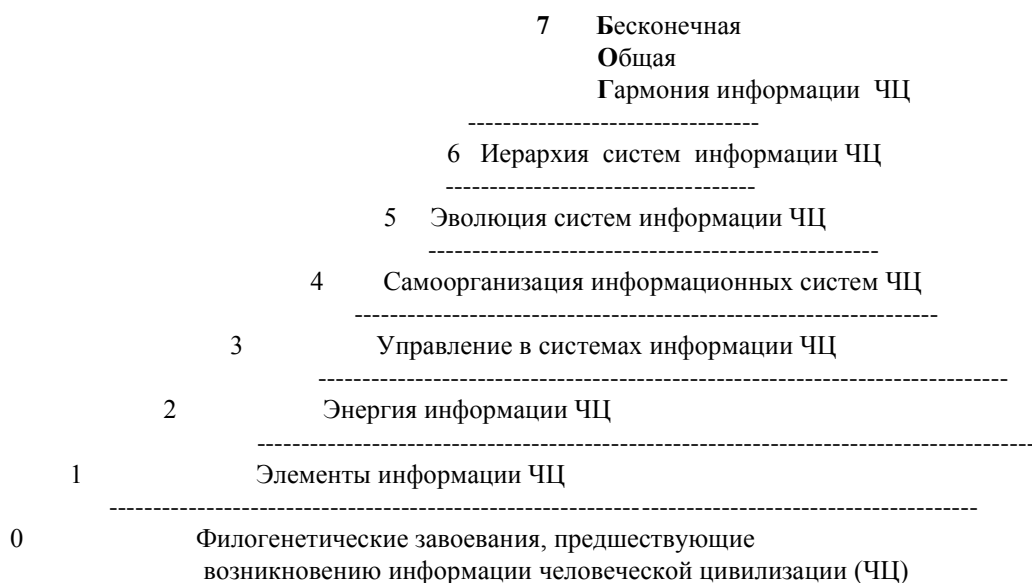 7 Бесконечная
Общая
Гармония информации ЧЦ
---------------------------------
6 Иерархия систем информации ЧЦ
-----------------------------------
5 Эволюция систем информации ЧЦ
---------------------------------------------------
4 Самоорганизация информационных систем ЧЦ
------------------------------------------------------------------
3 Управление в системах информации ЧЦ
------------------------------------------------------------------------------
2 Энергия информации ЧЦ
----------------------------------------------------------------------------------------
1 Элементы информации ЧЦ
--------------------------------------------------------------------------------------------------
0 Филогенетические завоевания, предшествующие
возникновению информации человеческой цивилизации (ЧЦ)